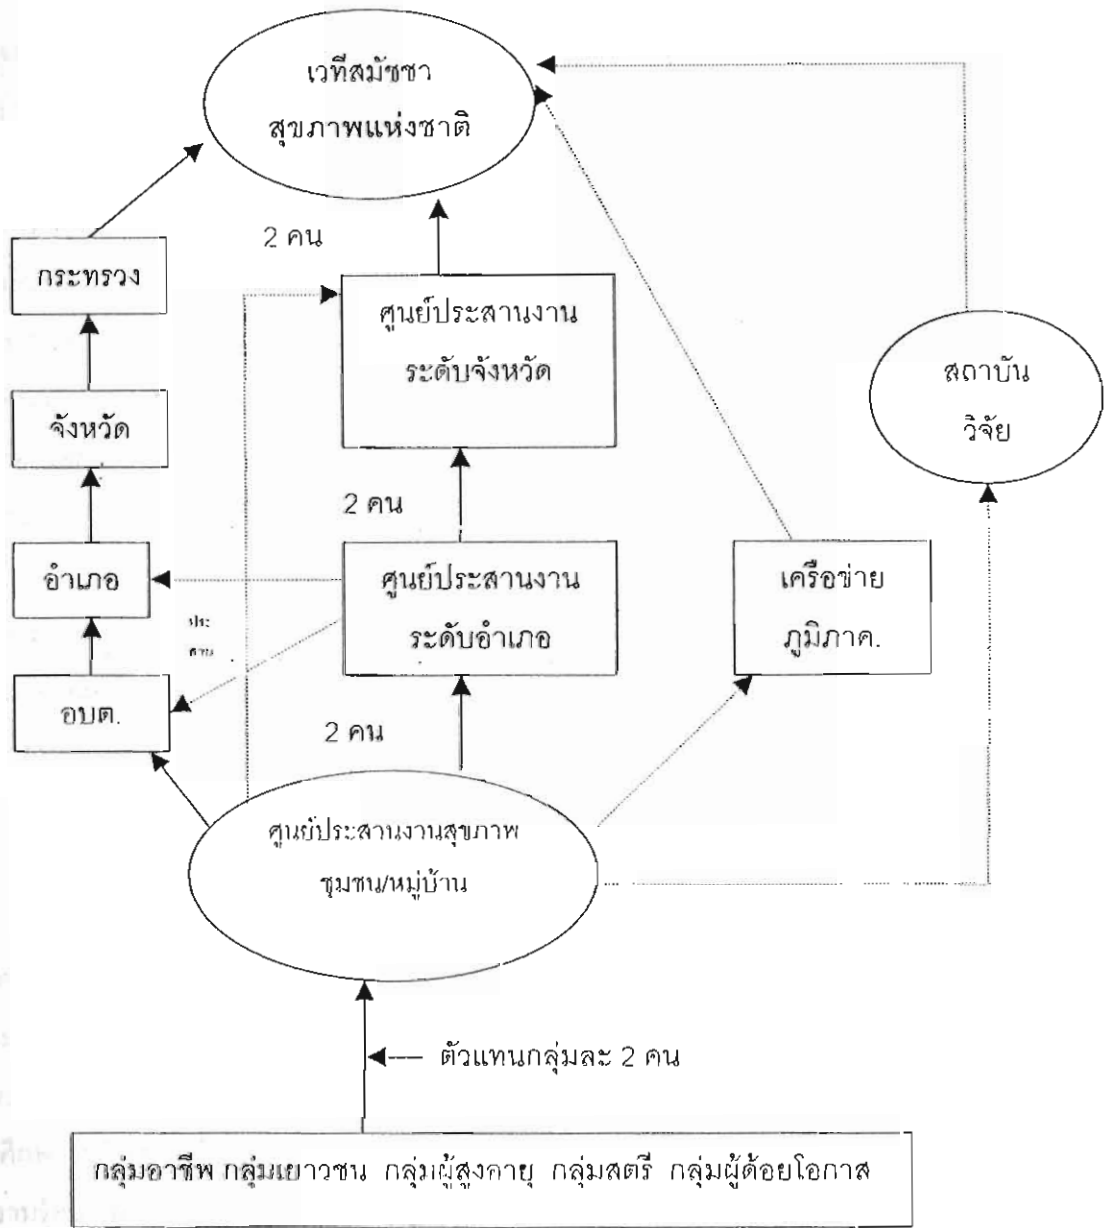 เวทีสมัชชา
สุขภาพแห่งชาติ
2 คน
กระทรวง
ศูนย์ประสานงาน
ระดับจังหวัด
สถาบัน
วิจัย
จังหวัด
2 คน
อำเภอ
ศูนย์ประสานงาน
ระดับอำเภอ
เครือข่าย
ภูมิภาค.
ประ
สาน
อบต.
2 คน
ศูนย์ประสานงานสุขภาพ
ชุมชน/หมู่บ้าน
ตัวแทนกลุ่มละ 2 คน
กลุ่มอาชีพ กลุ่มเยาวชน กลุ่มผู้สูงอายุ กลุ่มสตรี กลุ่มผู้ด้อยโอกาส